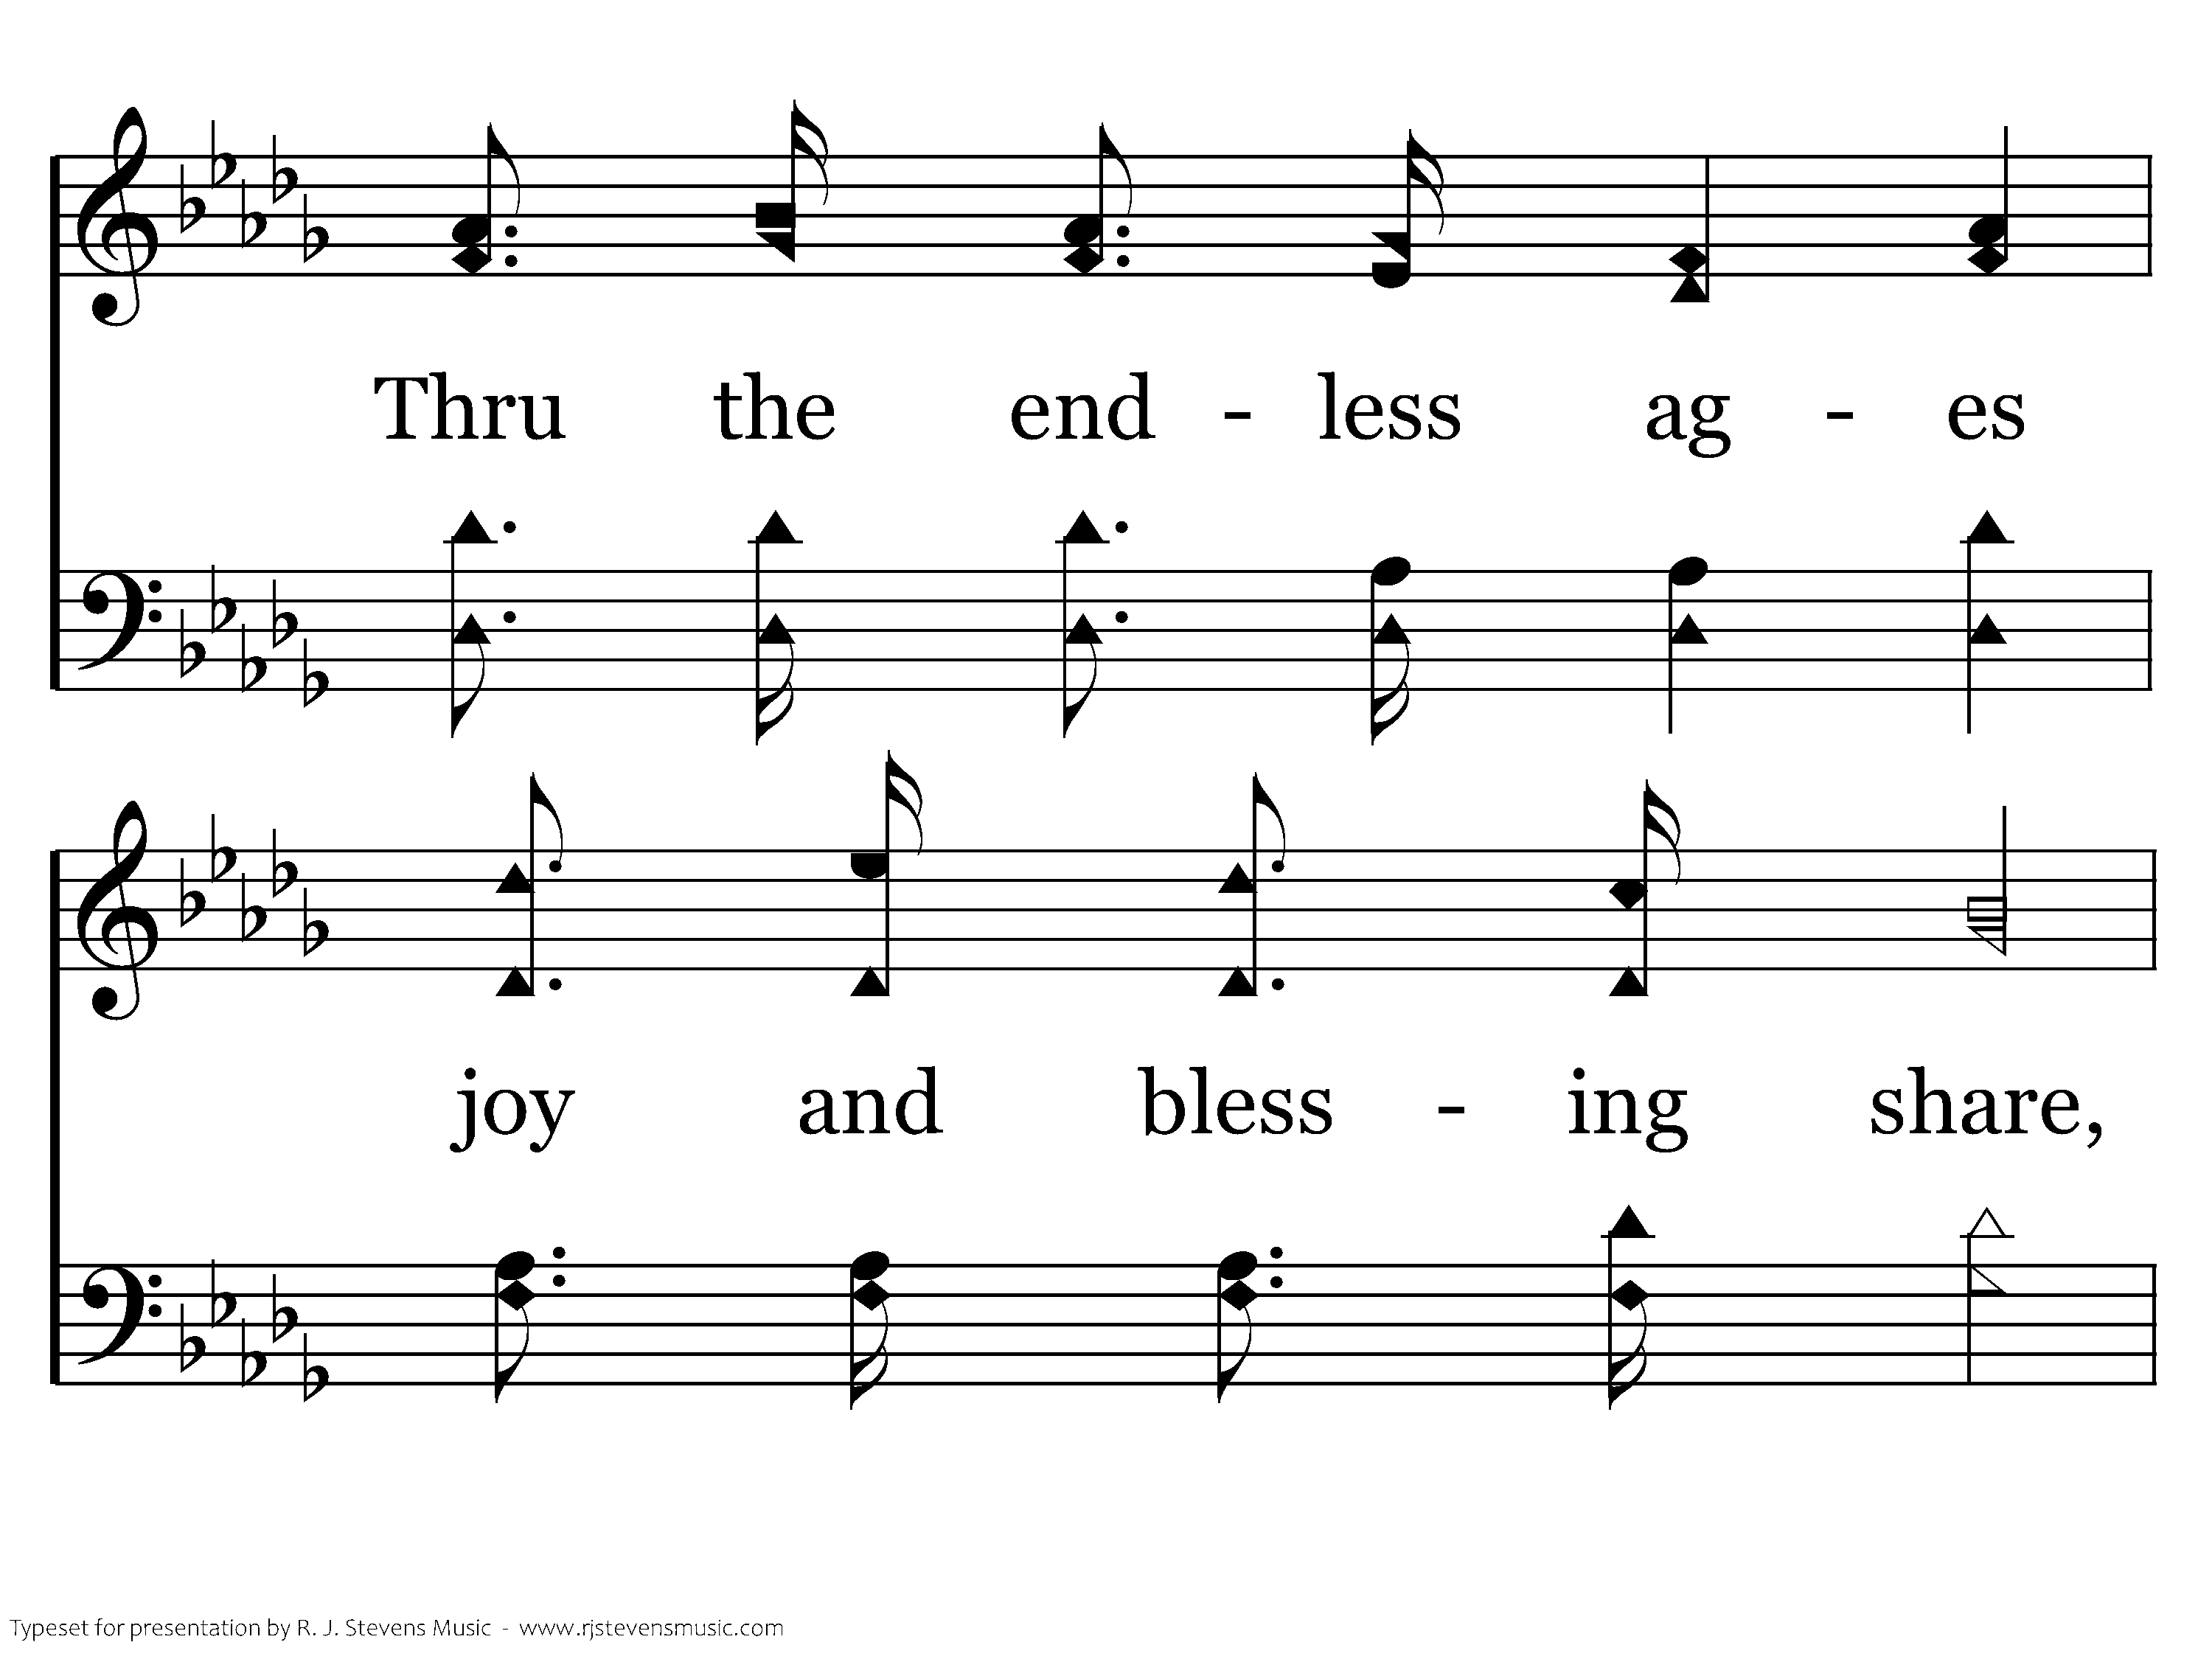 Thru the end - less ag - es
joy and bless - ing share,
Typeset for presentation by R. J. Stevens Music - www.rjstevensmusic.com